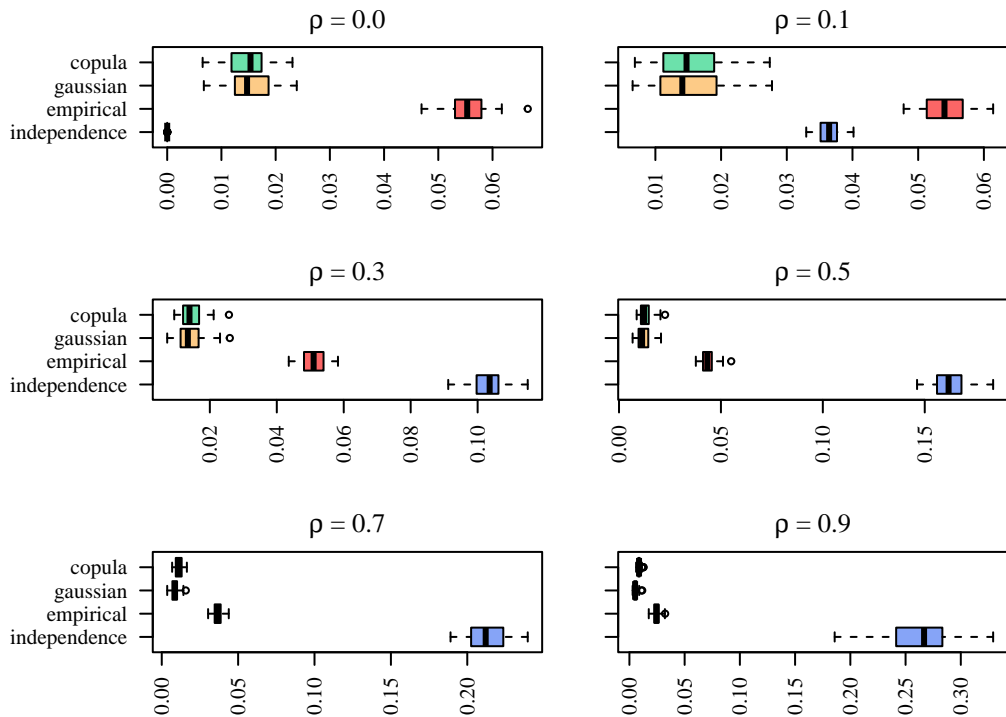 ρ = 0.0
copula
gaussian
empirical
independence
0.00 0.01 0.02 0.03 0.04 0.05 0.06
ρ = 0.1
0.01 0.02 0.03 0.04 0.05 0.06
ρ = 0.3
copula
gaussian
empirical
independence
0.02 0.04 0.06 0.08 0.10
ρ = 0.5
0.00 0.05 0.10 0.15
ρ = 0.7
copula
gaussian
empirical
independence
0.00 0.05 0.10 0.15 0.20
ρ = 0.9
0.00 0.05 0.10 0.15 0.20 0.25 0.30